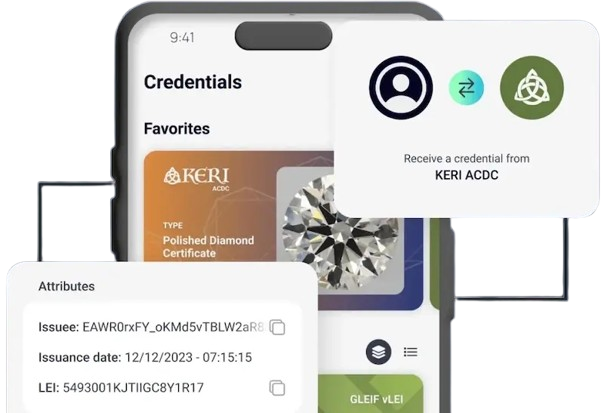 9:41
Credentials
Favorites
KERI
ACDC
TYPE
Polished Diamond
Certificate
Receive a credential from
KERI ACDC
Attributes
Issuee: EAWR0rxFY_oKMd5vTBLW2aR8
Issuance date: 12/12/2023 - 07:15:15
LEI: 5493001KJTIIGC8Y1R17
GLEIF vLEI